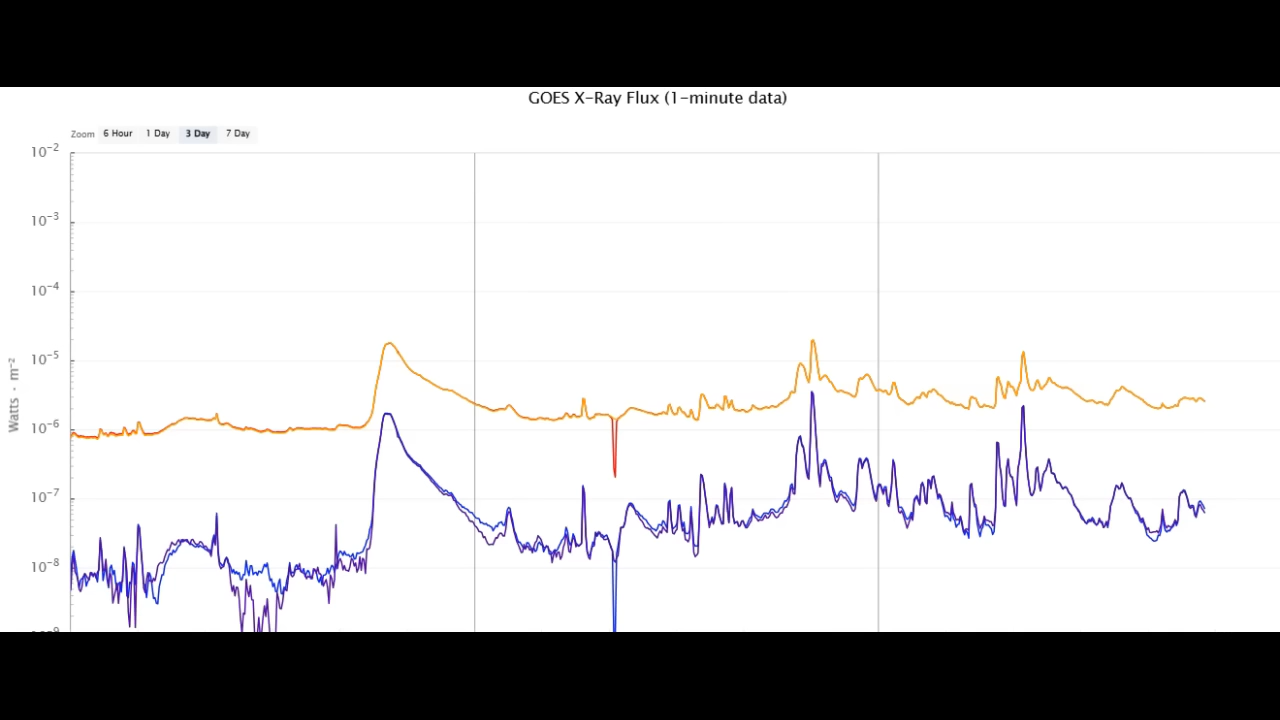 GOES X-Ray Flux (1-minute data)
Zoom 6 Hour 1 Day 3 Day 7 Day
10⁻²
10⁻³
10⁻⁴
10⁻⁵
10⁻⁶
10⁻⁷
10⁻⁸
Watts · m⁻²